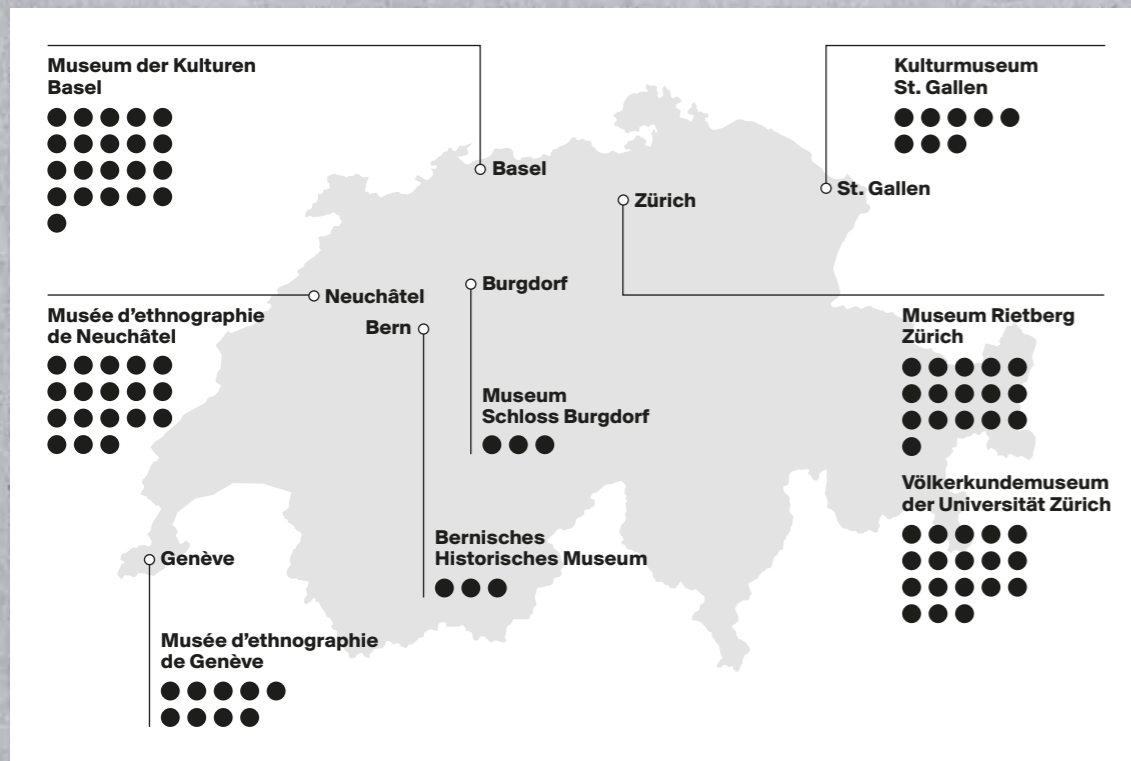 Museum der Kulturen
Basel
Kulturmuseum
St. Gallen
Basel
St. Gallen
Zürich
Burgdorf
Neuchâtel
Bern
Musée d’ethnographie
de Neuchâtel
Museum Rietberg
Zürich
Museum
Schloss Burgdorf
Völkerkundemuseum
der Universität Zürich
Bernisches
Historisches Museum
Genève
Musée d’ethnographie
de Genève